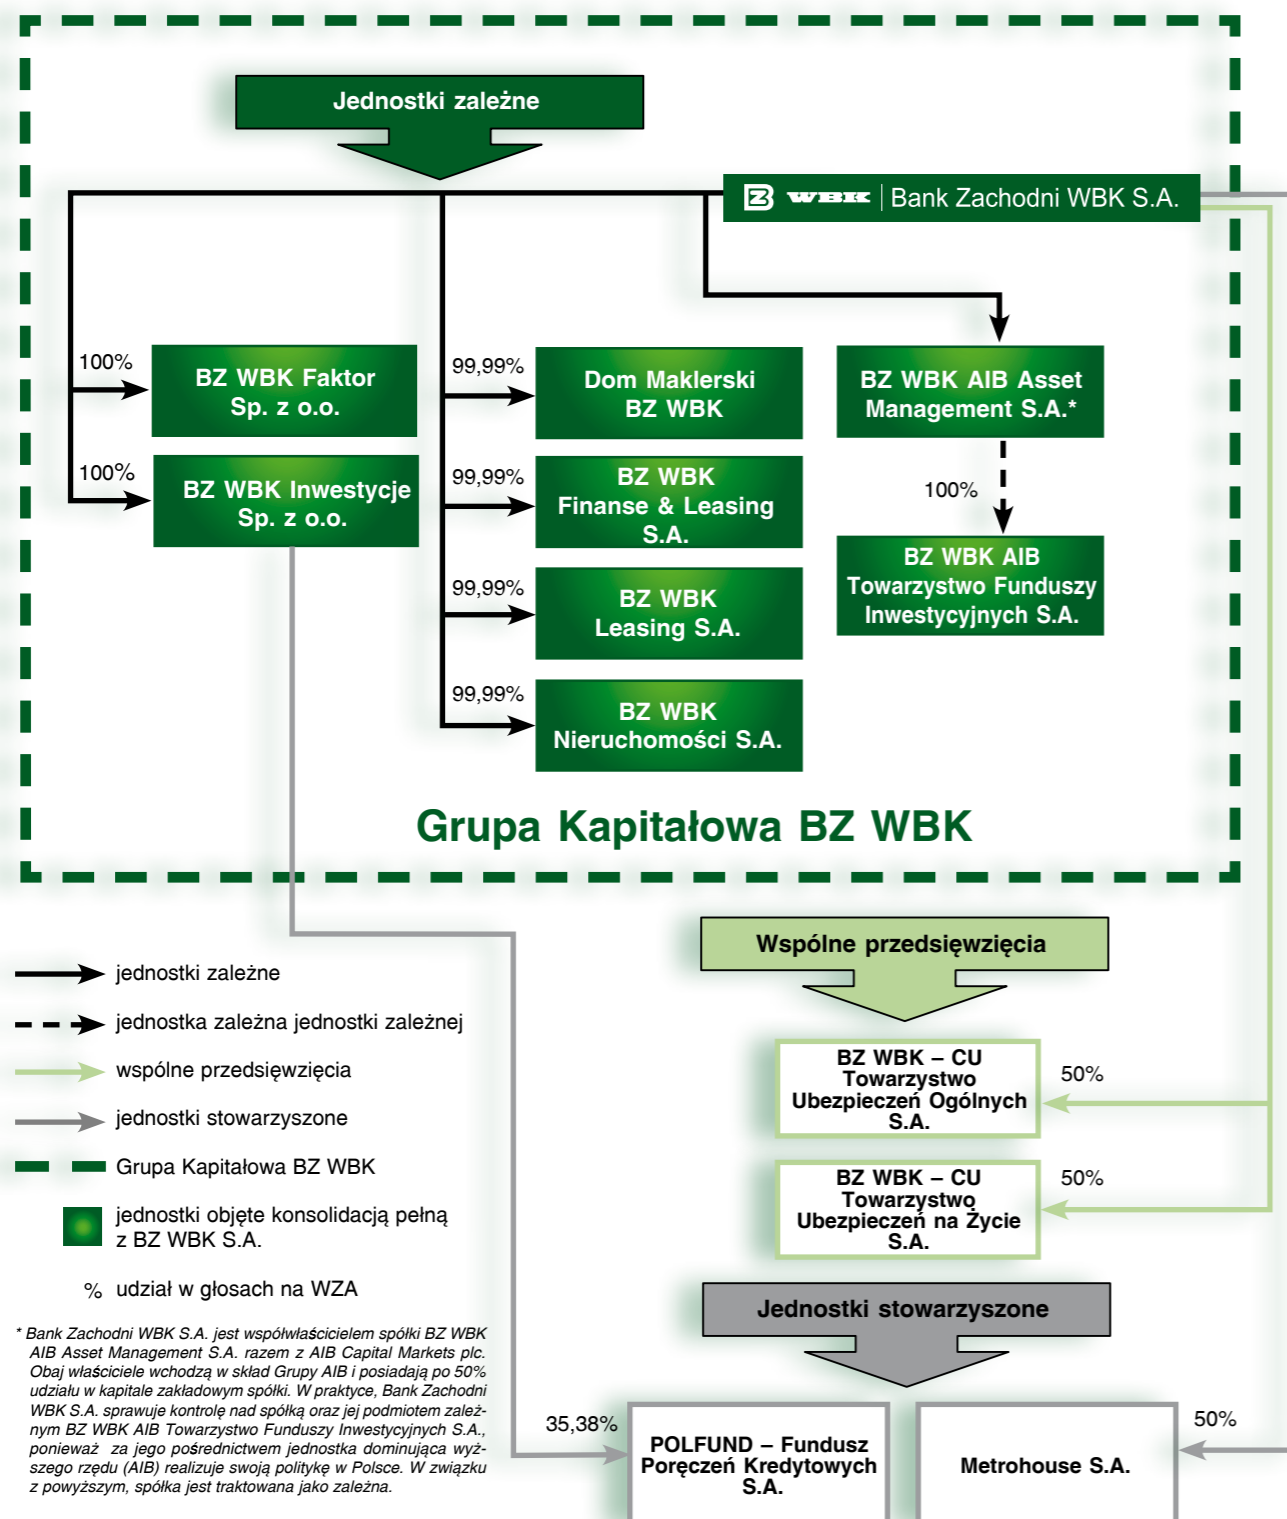 Jednostki zależne
WBK | Bank Zachodni WBK S.A.
100%
BZ WBK Faktor
Sp. z o.o.
100%
BZ WBK Inwestycje
Sp. z o.o.
99,99%
Dom Maklerski
BZ WBK
99,99%
BZ WBK
Finanse & Leasing
S.A.
99,99%
BZ WBK
Leasing S.A.
99,99%
BZ WBK
Nieruchomości S.A.
BZ WBK AIB Asset
Management S.A.*
100%
BZ WBK AIB
Towarzystwo Funduszy
Inwestycyjnych S.A.
Grupa Kapitałowa BZ WBK
jednostki zależne
jednostka zależna jednostki zależnej
wspólne przedsięwzięcia
jednostki stowarzyszone
Grupa Kapitałowa BZ WBK
jednostki objęte konsolidacją pełną
z BZ WBK S.A.
% udział w głosach na WZA
* Bank Zachodni WBK S.A. jest współwłaścicielem spółki BZ WBK
AIB Asset Management S.A. razem z AIB Capital Markets plc.
Obaj właściciele wchodzą w skład Grupy AIB i posiadają po 50%
udziału w kapitale zakładowym spółki. W praktyce, Bank Zachodni
WBK S.A. sprawuje kontrolę nad spółką oraz jej podmiotem zależ-
nym BZ WBK AIB Towarzystwo Funduszy Inwestycyjnych S.A.,
ponieważ za jego pośrednictwem jednostka dominująca wyż-
szego rzędu (AIB) realizuje swoją politykę w Polsce. W związku
z powyższym, spółka jest traktowana jako zależna.
Wspólne przedsięwzięcia
BZ WBK – CU
Towarzystwo
Ubezpieczeń Ogólnych
S.A.
50%
BZ WBK – CU
Towarzystwo
Ubezpieczeń na Życie
S.A.
50%
Jednostki stowarzyszone
35,38%
POLFUND – Fundusz
Poręczeń Kredytowych
S.A.
Metrohouse S.A.
50%